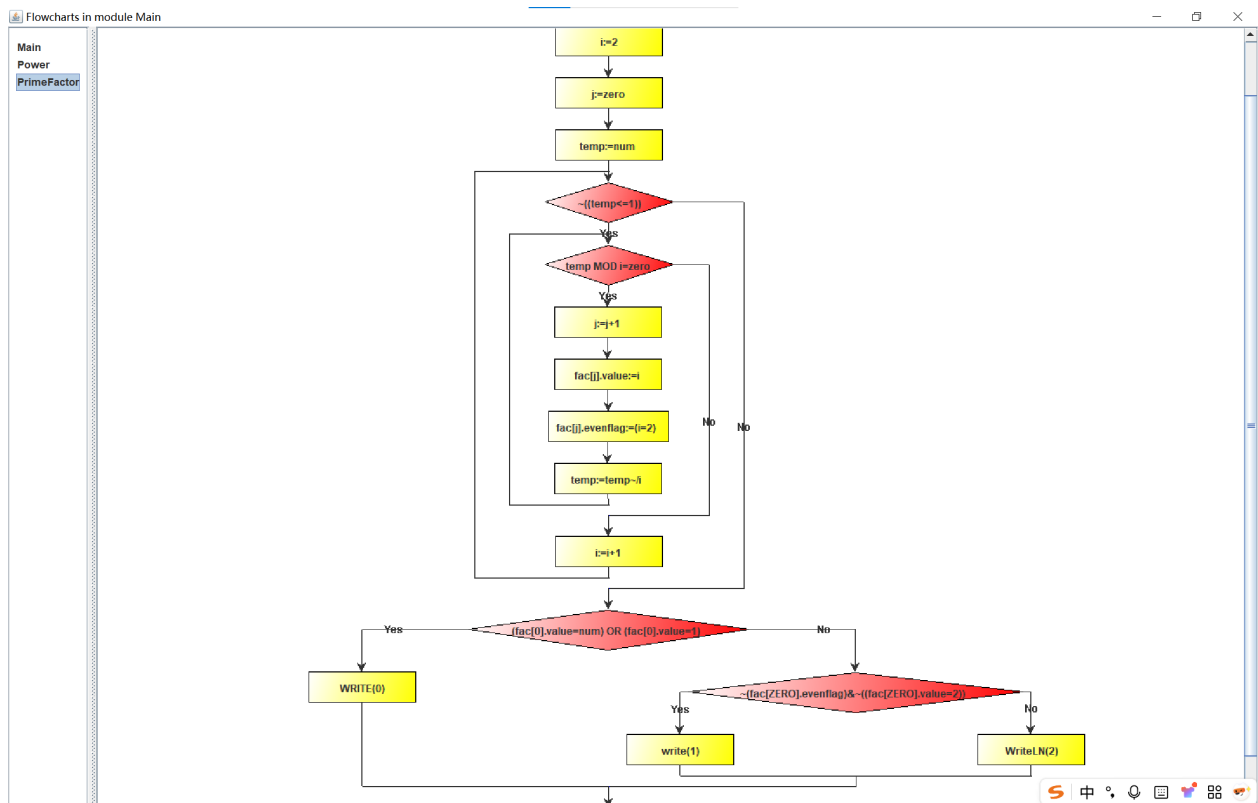 Flowcharts in module Main
Main
Power
PrimeFactor
i:=2
j:=zero
temp:=num
~((temp<=1))
Yes
temp MOD i=zero
Yes
j:=j+1
fac[j].value:=i
No
No
fac[j].evenflag:=(i=2)
temp:=temp~/i
i:=i+1
Yes
(fac[0].value=num) OR (fac[0].value=1)
No
WRITE(0)
~(fac[ZERO].evenflag)&~((fac[ZERO].value=2))
Yes
No
write(1)
WriteLN(2)
中